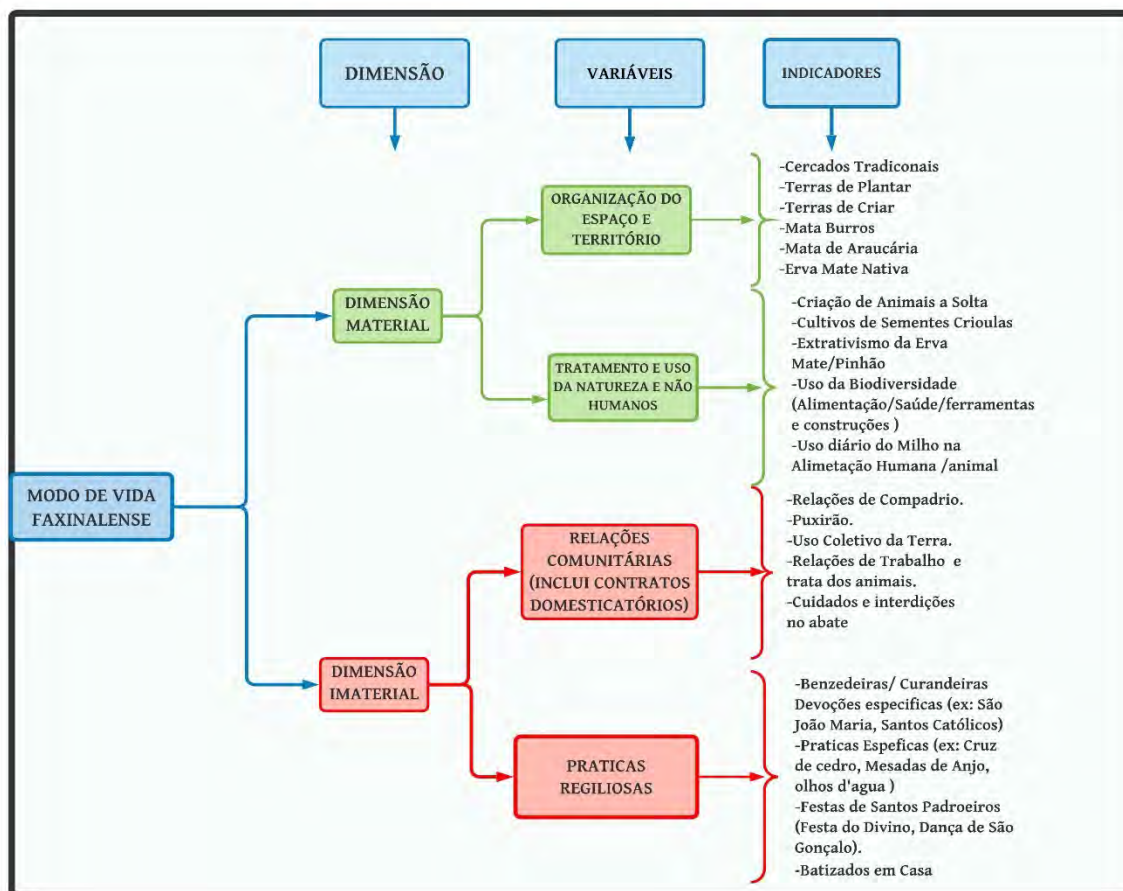 DIMENSÃO
VARIÁVEIS
INDICADORES
MODO DE VIDA
FAXINALENSE
DIMENSÃO
MATERIAL
ORGANIZAÇÃO DO
ESPAÇO E
TERRITÓRIO
-Cercados Tradiconais
-Terras de Plantar
-Terras de Criar
-Mata Burros
-Mata de Araucária
-Erva Mate Nativa
TRATAMENTO E USO
DA NATUREZA E NÃO
HUMANOS
-Criação de Animais a Solta
-Cultivos de Sementes Crioulas
-Extrativismo da Erva
Mate/Pinhão
-Uso da Biodiversidade
(Alimentação/Saúde/ferramentas
e construções )
-Uso diário do Milho na
Alimetação Humana /animal
DIMENSÃO
IMATERIAL
RELAÇÕES
COMUNITÁRIAS
(INCLUI CONTRATOS
DOMESTICATÓRIOS)
-Relações de Compadrio.
-Puxirão.
-Uso Coletivo da Terra.
-Relações de Trabalho e
trata dos animais.
-Cuidados e interdições
no abate
PRATICAS
REGILIOSAS
-Benzedeiras/ Curandeiras
Devoções especificas (ex: São
João Maria, Santos Católicos)
-Praticas Espeficas (ex: Cruz
de cedro, Mesadas de Anjo,
olhos d'agua )
-Festas de Santos Padroeiros
(Festa do Divino, Dança de São
Gonçalo).
-Batizados em Casa